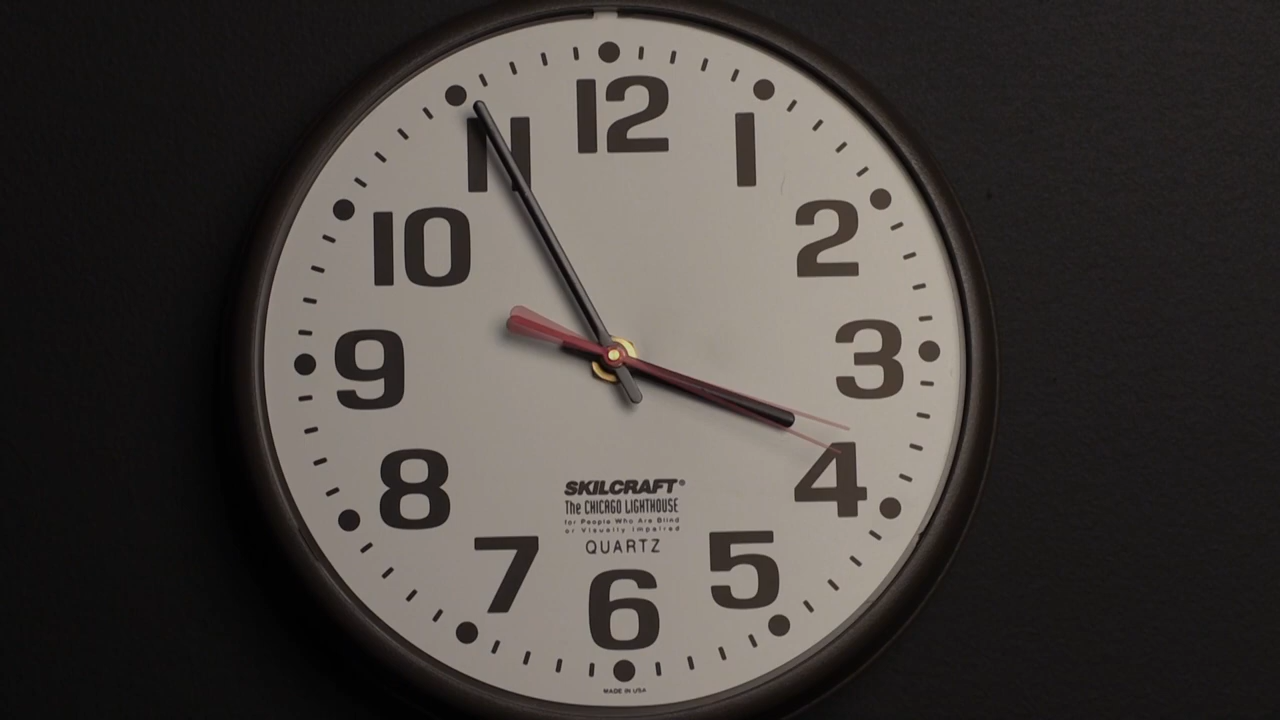 12
11
1
10
2
9
3
8
4
SKILCRAFT®
The CHICAGO LIGHTHOUSE
for People Who Are Blind
or Visually Impaired
QUARTZ
7
5
6
MADE IN USA